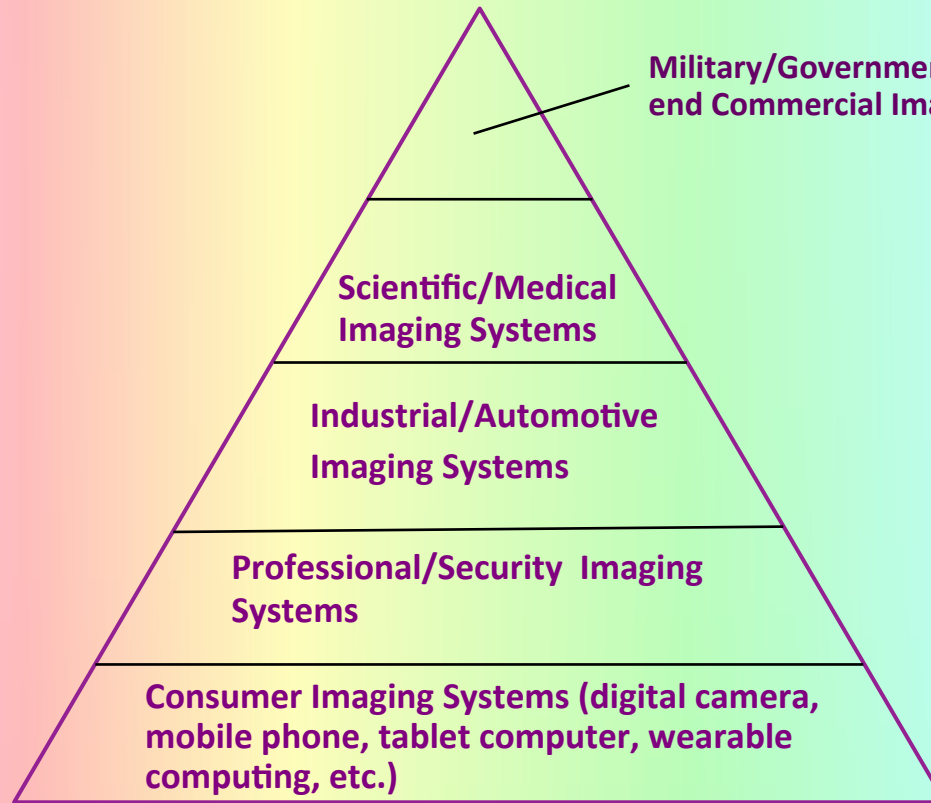 Military/Governmen
end Commercial Ima
Scientific/Medical
Imaging Systems
Industrial/Automotive
Imaging Systems
Professional/Security Imaging
Systems
Consumer Imaging Systems (digital camera,
mobile phone, tablet computer, wearable
computing, etc.)